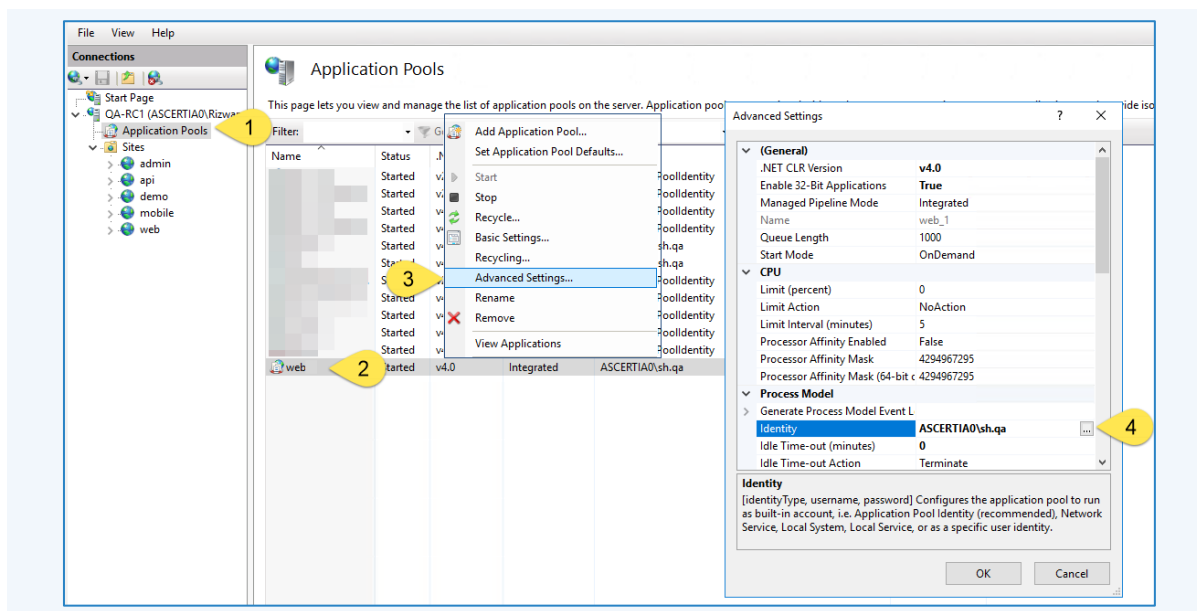 File View Help
Connections
Start Page
QA-RC1 (ASCERTIA0\Rizwan
Application Pools
Sites
admin
api
demo
mobile
web
1
Application Pools
This page lets you view and manage the list of application pools on the server. Application pool
ide iso
Filter:
Name Status
Started
Started
Started
Started
Started
Started
Started
Started
Started
Started
web 2 Started v4.0 Integrated ASCERTIA0\sh.qa
PoolIdentity
PoolIdentity
PoolIdentity
PoolIdentity
sh.qa
sh.qa
PoolIdentity
PoolIdentity
PoolIdentity
PoolIdentity
PoolIdentity
Add Application Pool...
Set Application Pool Defaults...
Start
Stop
Recycle...
Basic Settings...
Recycling...
3 Advanced Settings...
Rename
Remove
View Applications
Advanced Settings ?
(General)
.NET CLR Version v4.0
Enable 32-Bit Applications True
Managed Pipeline Mode Integrated
Name web_1
Queue Length 1000
Start Mode OnDemand
CPU
Limit (percent) 0
Limit Action NoAction
Limit Interval (minutes) 5
Processor Affinity Enabled False
Processor Affinity Mask 4294967295
Processor Affinity Mask (64-bit c 4294967295
Process Model
Generate Process Model Event L
Identity ASCERTIA0\sh.qa ... 4
Idle Time-out (minutes) 0
Idle Time-out Action Terminate
Identity
[identityType, username, password] Configures the application pool to run
as built-in account, i.e. Application Pool Identity (recommended), Network
Service, Local System, Local Service, or as a specific user identity.
OK Cancel